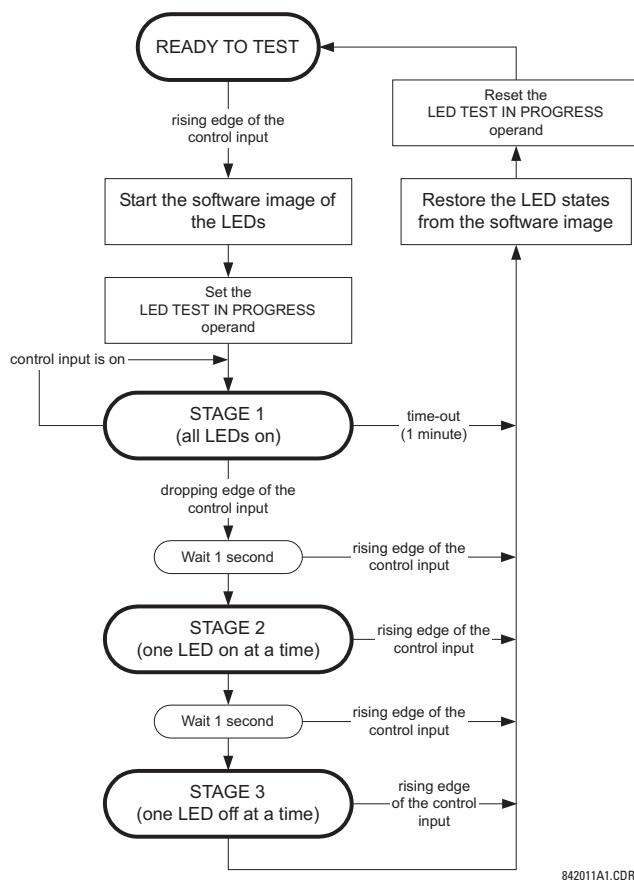 READY TO TEST
rising edge of the
control input
Start the software image of
the LEDs
Set the
LED TEST IN PROGRESS
operand
control input is on
STAGE 1
(all LEDs on)
time-out
(1 minute)
dropping edge of the
control input
Wait 1 second
rising edge of the
control input
STAGE 2
(one LED on at a time)
rising edge of the
control input
Wait 1 second
rising edge of the
control input
STAGE 3
(one LED off at a time)
rising edge
of the control
input
Reset the
LED TEST IN PROGRESS
operand
Restore the LED states
from the software image
842011A1.CDR